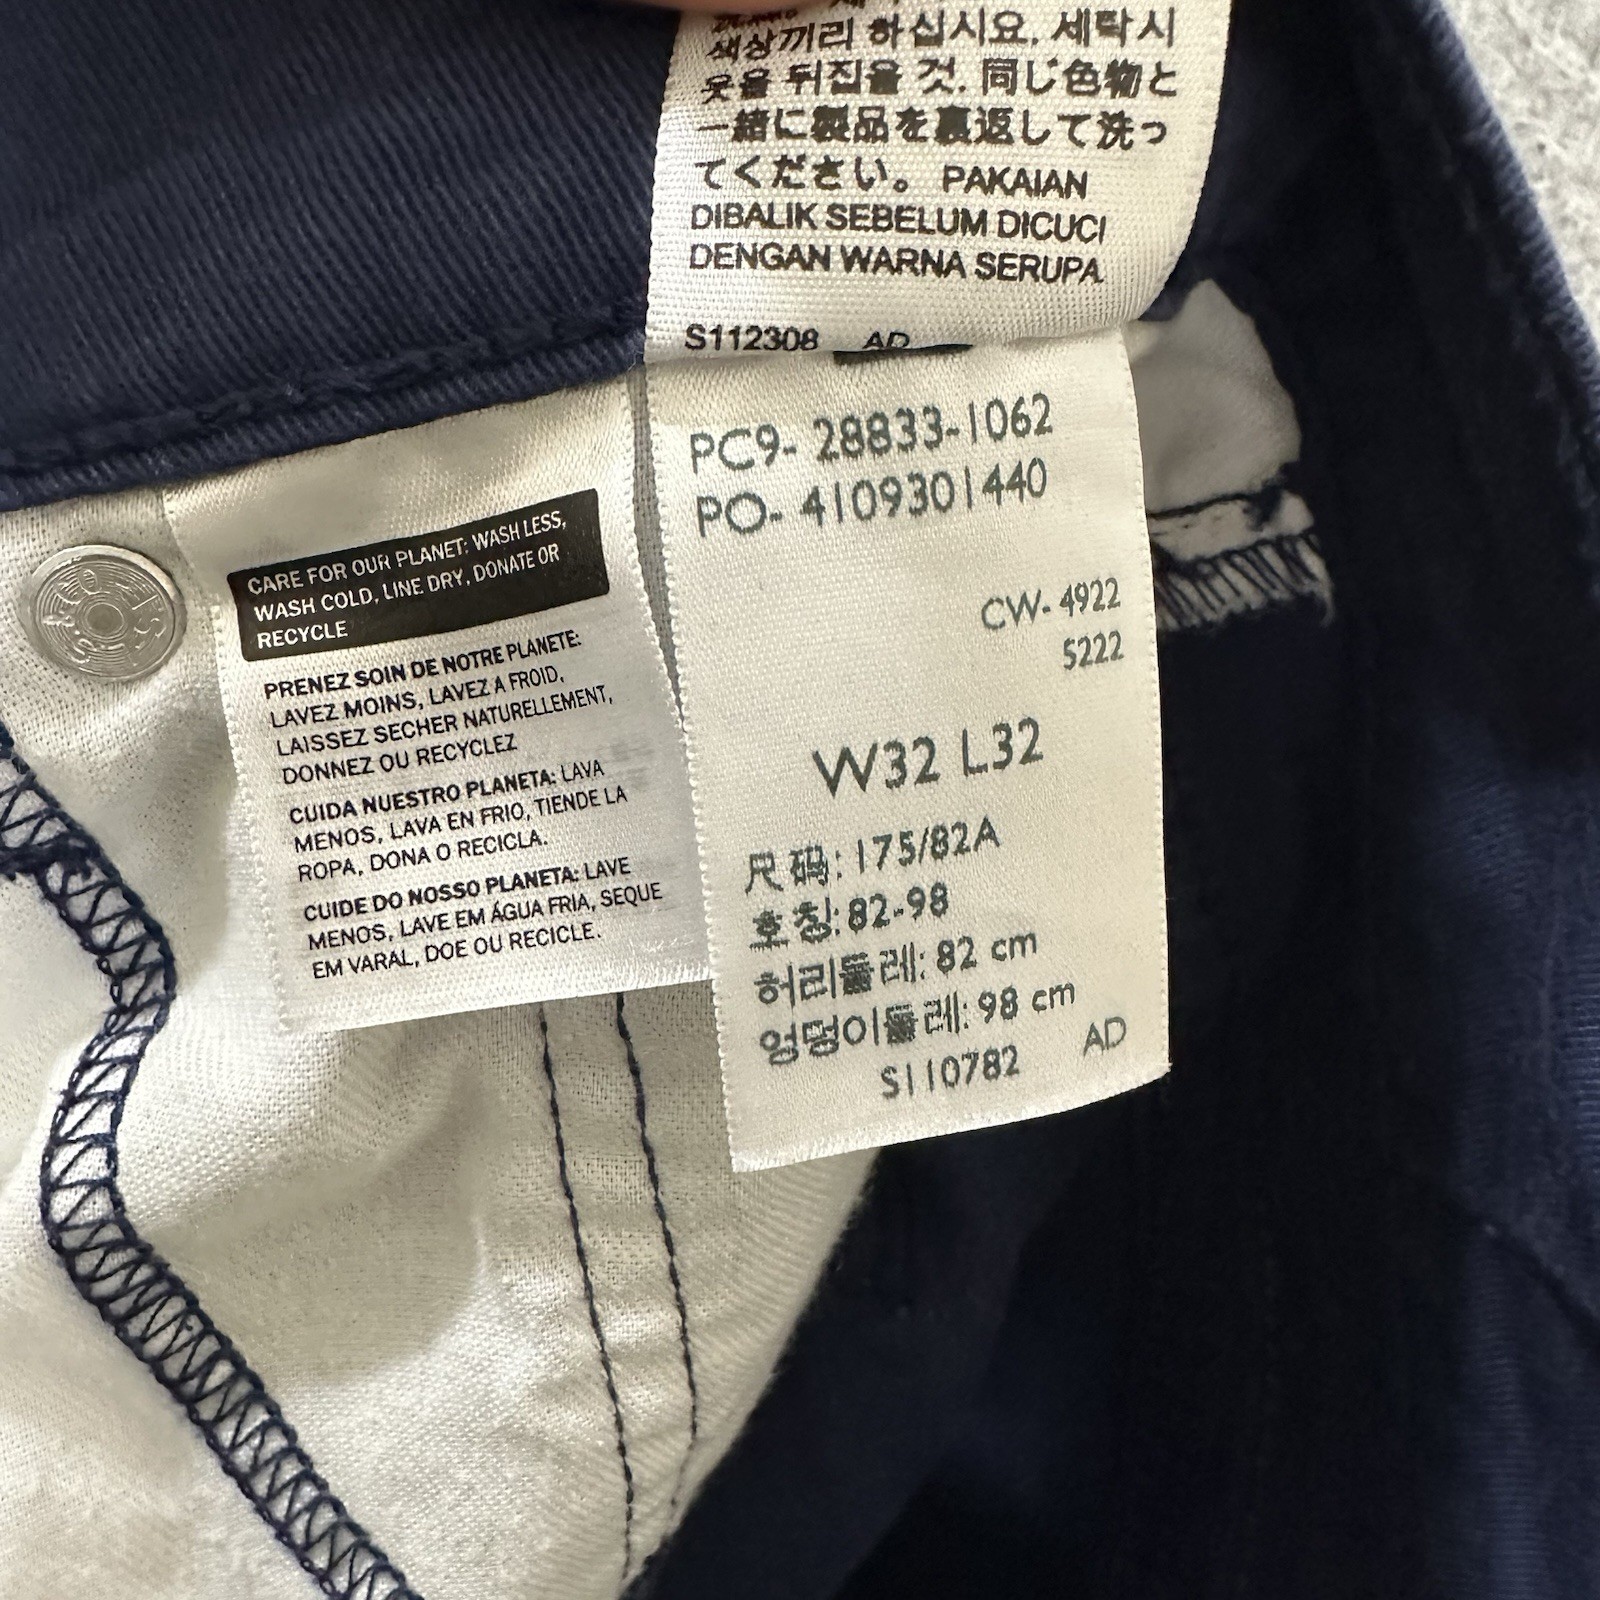 색상끼리 하십시오. 세탁시
옷을 뒤집을 것. 同じ色物と
一緒に製品を裏返して洗っ
てください。 PAKAIAN
DIBALIK SEBELUM DICUCI
DENGAN WARNA SERUPA.
S112308 AD
CARE FOR OUR PLANET: WASH LESS,
WASH COLD, LINE DRY, DONATE OR
RECYCLE
PRENEZ SOIN DE NOTRE PLANETE:
LAVEZ MOINS, LAVEZ A FROID,
LAISSEZ SECHER NATURELLEMENT,
DONNEZ OU RECYCLEZ
CUIDA NUESTRO PLANETA: LAVA
MENOS, LAVA EN FRIO, TIENDE LA
ROPA, DONA O RECICLA.
CUIDE DO NOSSO PLANETA: LAVE
MENOS, LAVE EM ÁGUA FRIA, SEQUE
EM VARAL, DOE OU RECICLE.
PC9- 28833-1062
PO- 4109301440
CW- 4922
5222
W32 L32
尺码: 175/82A
호칭: 82-98
허리둘레: 82 cm
엉덩이둘레: 98 cm
S110782 AD